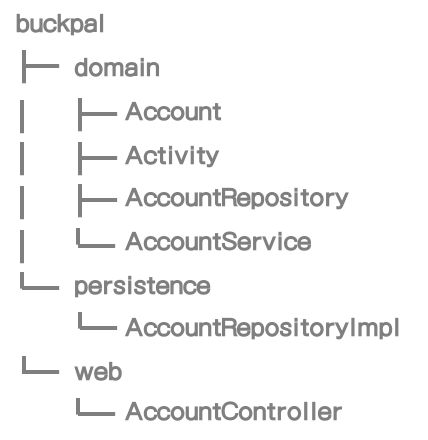 buckpal
├── domain
|   ├── Account
|   ├── Activity
|   ├── AccountRepository
|   └── AccountService
└── persistence
    └── AccountRepositoryImpl
└── web
    └── AccountController